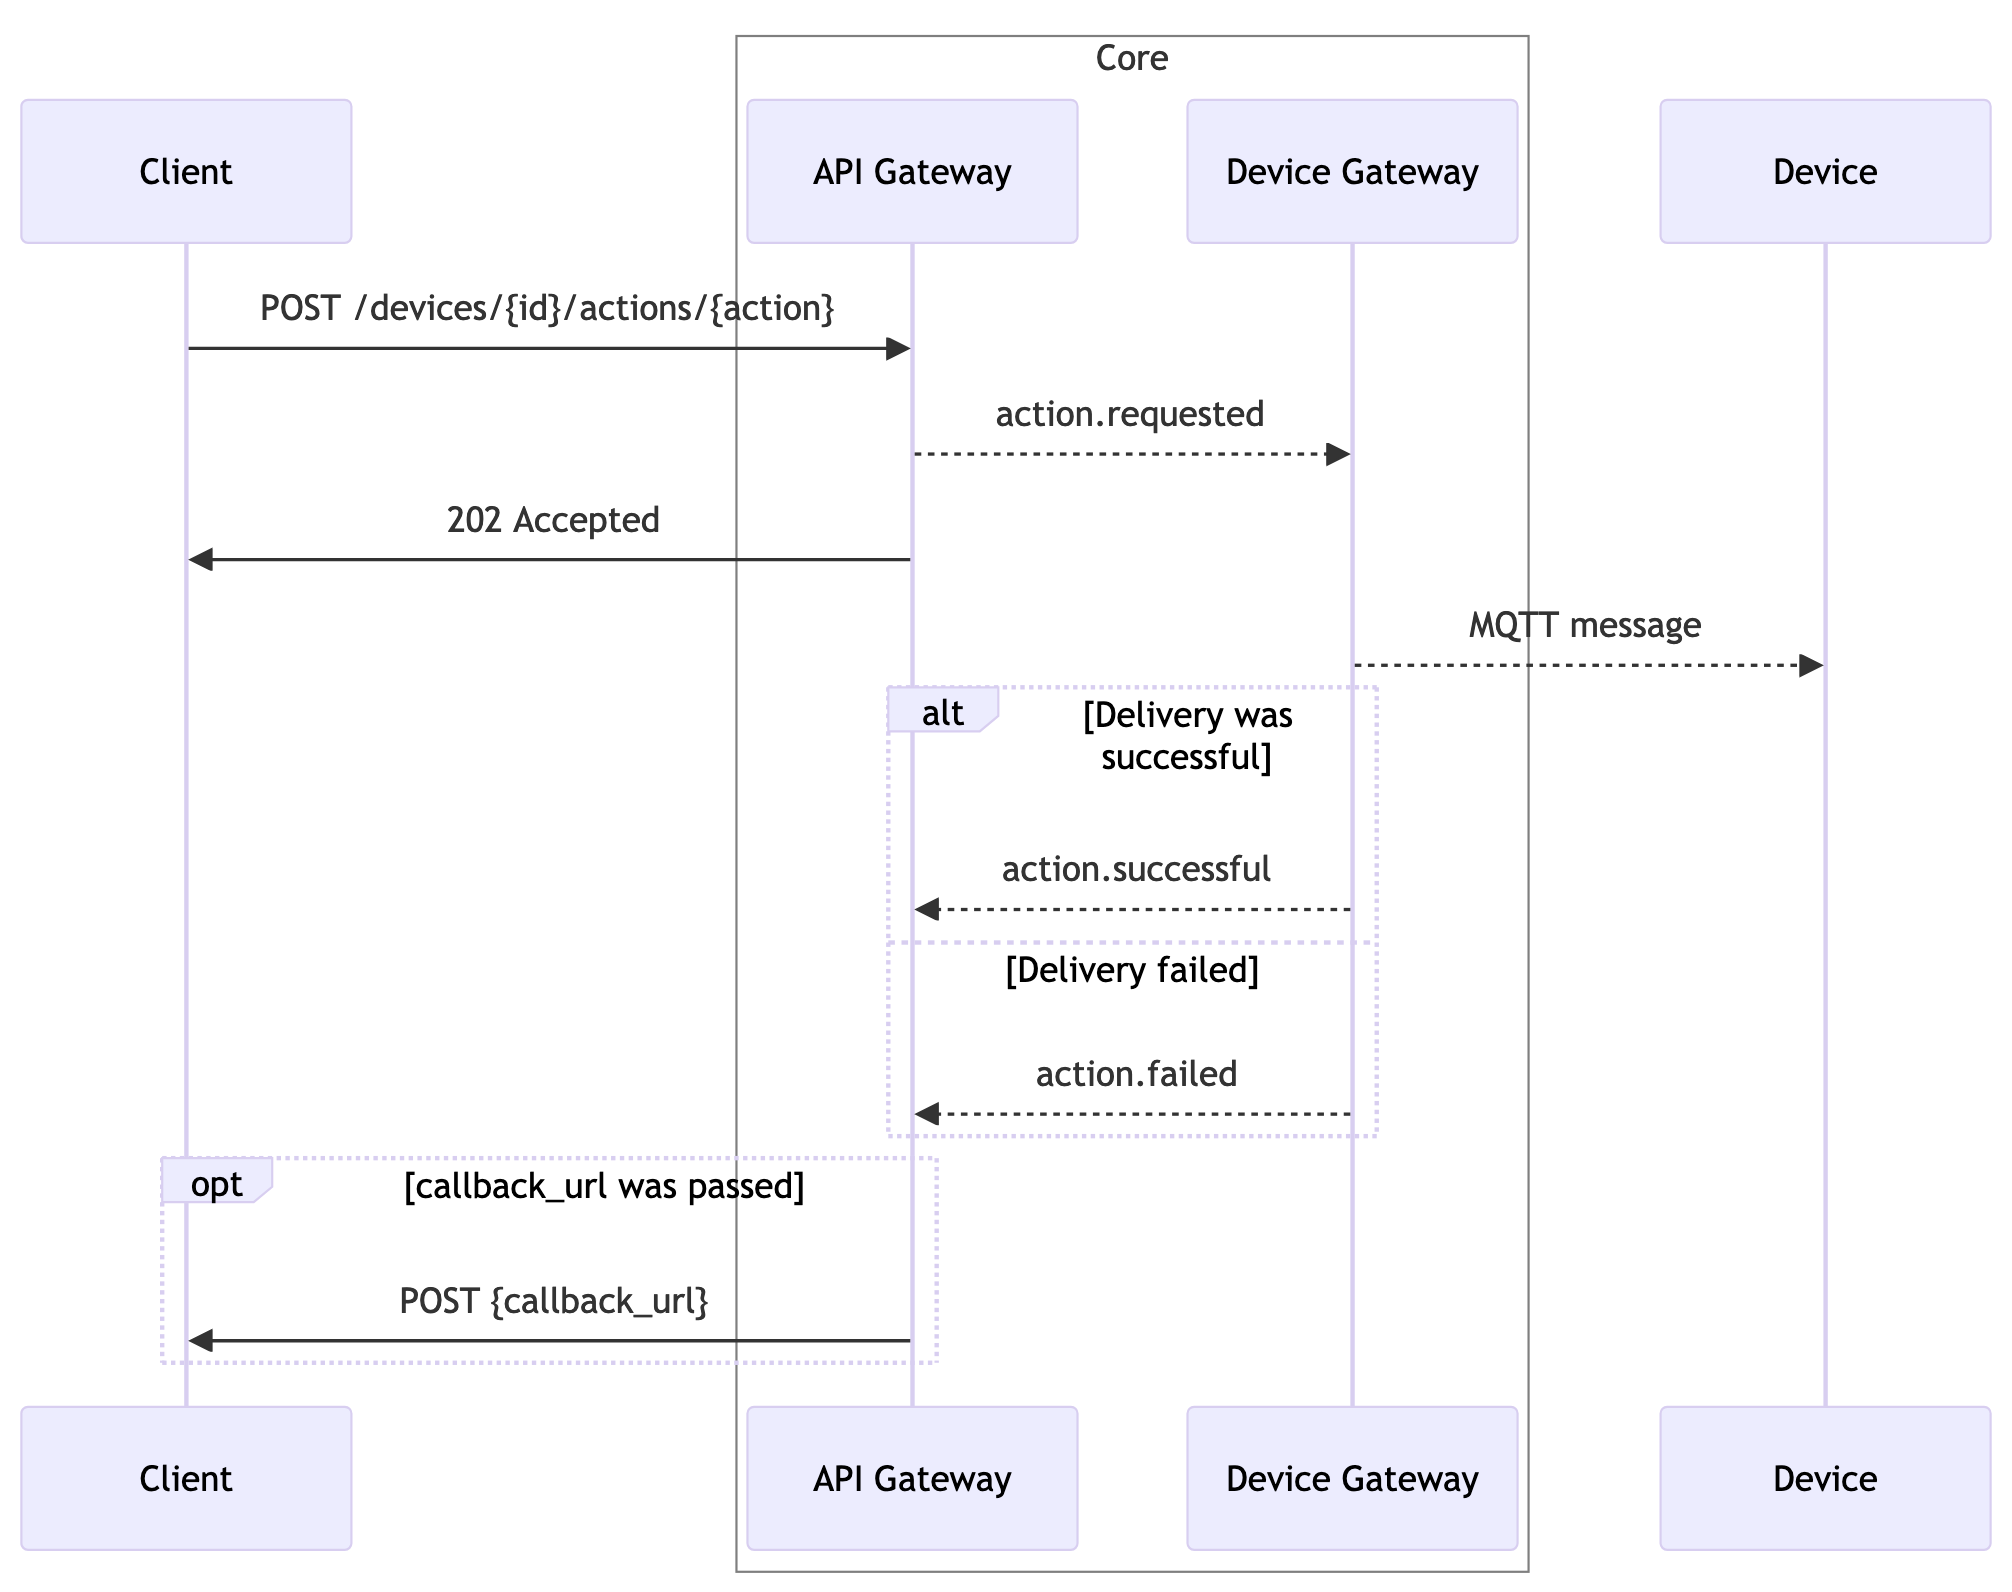 Core
Client
API Gateway
Device Gateway
Device
POST /devices/{id}/actions/{action}
action.requested
202 Accepted
MQTT message
alt
[Delivery was
successful]
action.successful
[Delivery failed]
action.failed
opt
[callback_url was passed]
POST {callback_url}
Client
API Gateway
Device Gateway
Device